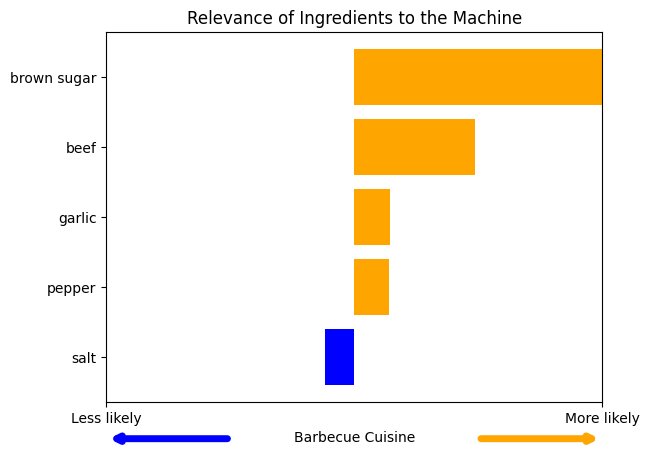 Relevance of Ingredients to the Machine
brown sugar
beef
garlic
pepper
salt
Less likely
More likely
Barbecue Cuisine